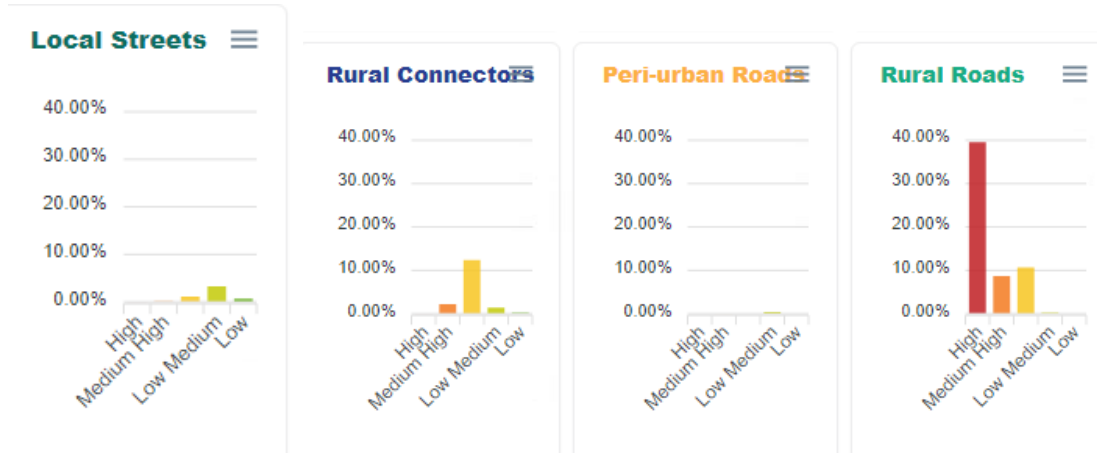 Local Streets
40.00%
30.00%
20.00%
10.00%
0.00%
High
Medium High
Low Medium
Low
Rural Connectors
40.00%
30.00%
20.00%
10.00%
0.00%
High
Medium High
Low Medium
Low
Peri-urban Roads
40.00%
30.00%
20.00%
10.00%
0.00%
High
Medium High
Low Medium
Low
Rural Roads
40.00%
30.00%
20.00%
10.00%
0.00%
High
Medium High
Low Medium
Low